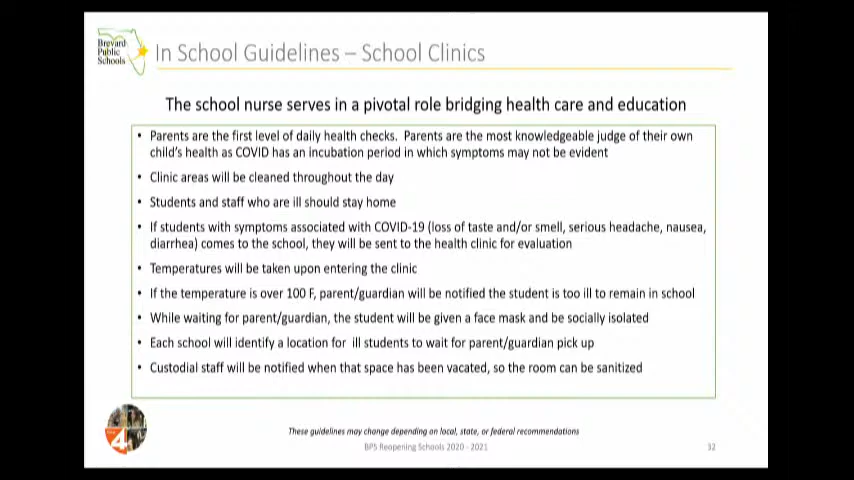 Brevard
Public
Schools
In School Guidelines – School Clinics
The school nurse serves in a pivotal role bridging health care and education
• Parents are the first level of daily health checks. Parents are the most knowledgeable judge of their own
child's health as COVID has an incubation period in which symptoms may not be evident
• Clinic areas will be cleaned throughout the day
• Students and staff who are ill should stay home
• If students with symptoms associated with COVID-19 (loss of taste and/or smell, serious headache, nausea,
diarrhea) comes to the school, they will be sent to the health clinic for evaluation
• Temperatures will be taken upon entering the clinic
• If the temperature is over 100 F, parent/guardian will be notified the student is too ill to remain in school
• While waiting for parent/guardian, the student will be given a face mask and be socially isolated
• Each school will identify a location for ill students to wait for parent/guardian pick up
• Custodial staff will be notified when that space has been vacated, so the room can be sanitized
4
These guidelines may change depending on local, state, or federal recommendations
BPS Reopening Schools 2020 - 2021
32